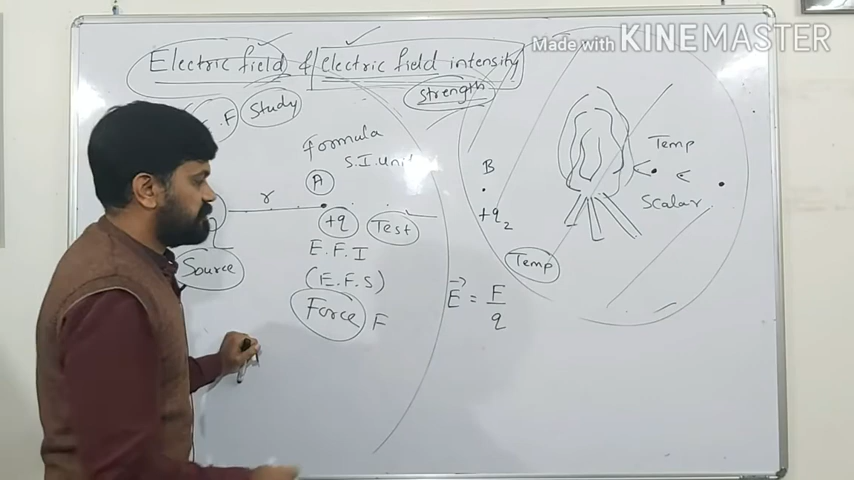 Made with KINEMASTER
Electric field & electric field intensity
strength
.F Study
Formula
S.I. unit
A
r
+q Test
Source
E.F.I
(E.F.S)
Force F
B
+q2
E = F/q
Temp
Scalar
Temp